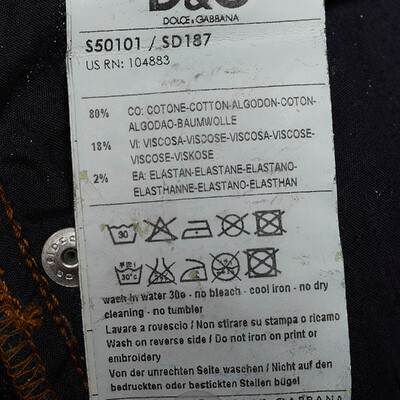 D&G
DOLCE & GABBANA
S50101 / SD187
US RN: 104883
80% CO: COTONE-COTTON-ALGODON-COTON-
ALGODAO-BAUMWOLLE
18% VI: VISCOSA-VISCOSE-VISCOSA-VISCOSE-
VISCOSE-VISKOSE
2% EA: ELASTAN-ELASTANE-ELASTANO-
ELASTHANNE-ELASTANO-ELASTHAN
30
30°c
wash in water 30e - no bleach - cool iron - no dry
cleaning - no tumbler
Lavare a rovescio / Non stirare su stampa o ricamo
Wash on reverse side / Do not iron on print or
embroidery
Von der unrechten Seite waschen / Nicht auf den
bedruckten oder bestickten Stellen bügel
GABBANA